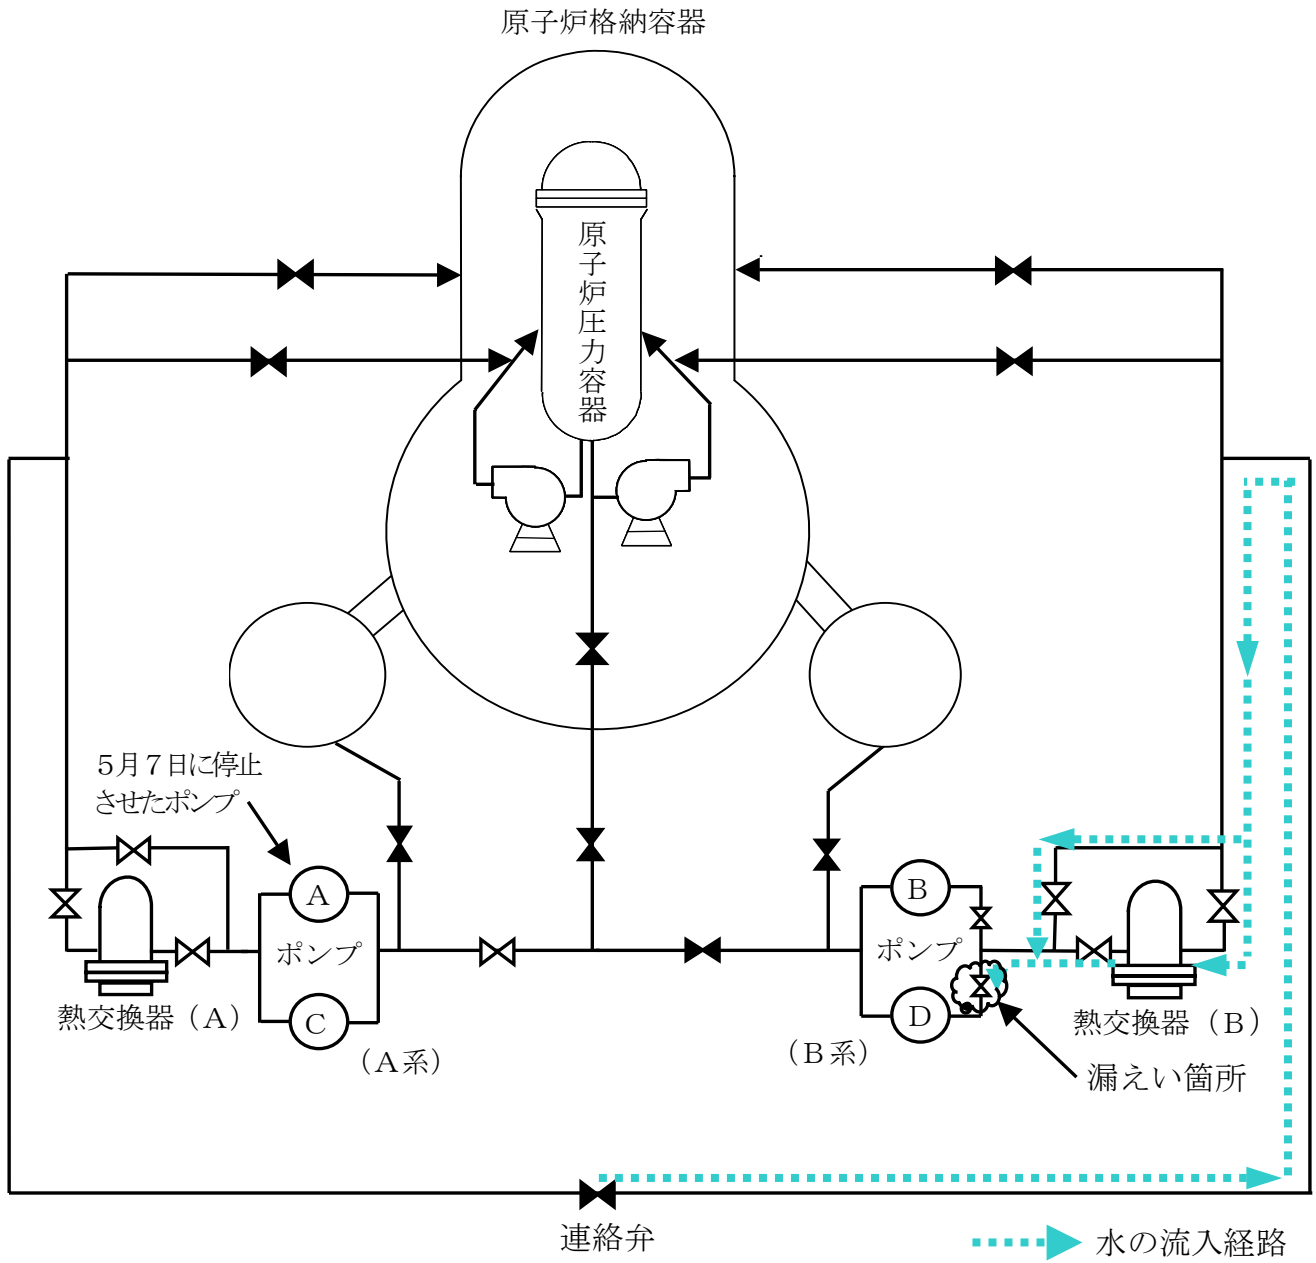 原子炉格納容器
原子炉圧力容器
５月７日に停止
させたポンプ
A
B
ポンプ
ポンプ
C
D
熱交換器（A）
熱交換器（B）
（A系）
（B系）
漏えい箇所
連絡弁
水の流入経路